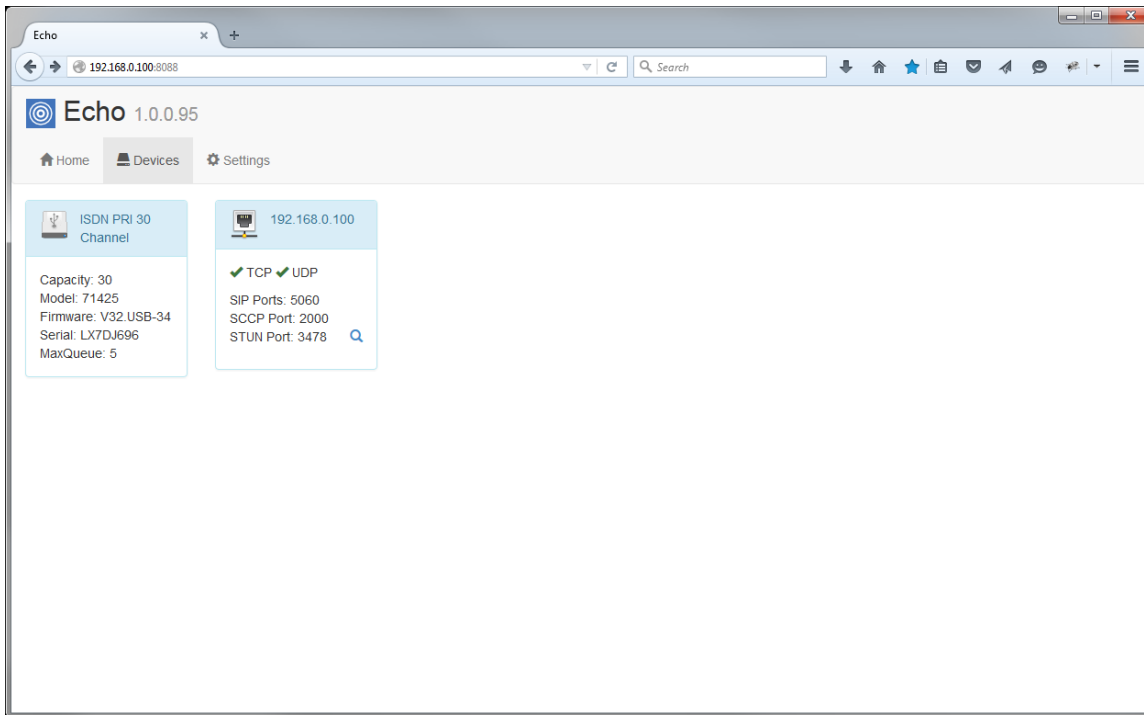 Echo
192.168.0.100:8088
Search
Echo 1.0.0.95
Home Devices Settings
ISDN PRI 30
Channel
Capacity: 30
Model: 71425
Firmware: V32.USB-34
Serial: LX7DJ696
MaxQueue: 5
192.168.0.100
TCP UDP
SIP Ports: 5060
SCCP Port: 2000
STUN Port: 3478